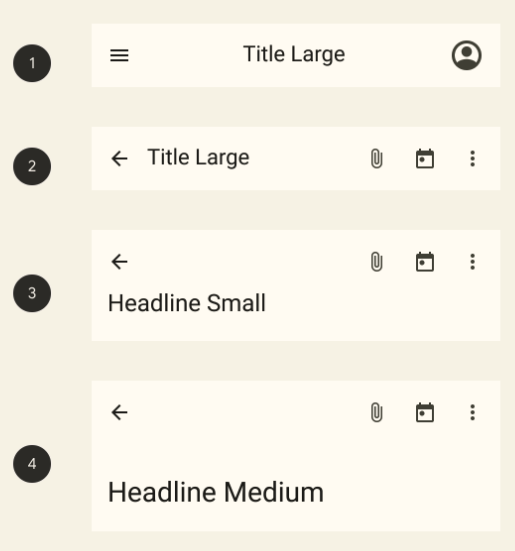 1
Title Large
2
Title Large
3
Headline Small
4
Headline Medium